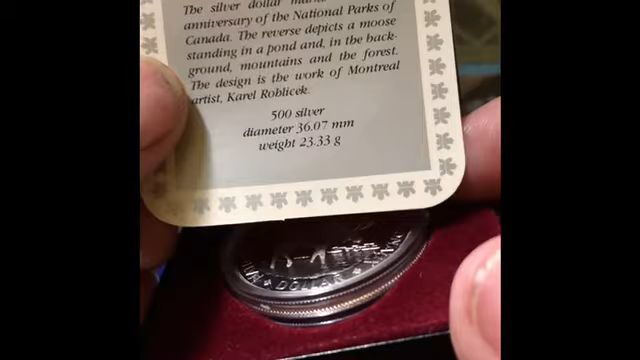 The silver dollar
anniversary of the National Parks of
Canada. The reverse depicts a moose
standing in a pond and, in the back-
ground, mountains and the forest.
The design is the work of Montreal
artist, Karel Rohlicek.
500 silver
diameter 36.07 mm
weight 23.33 g
DOLLAR